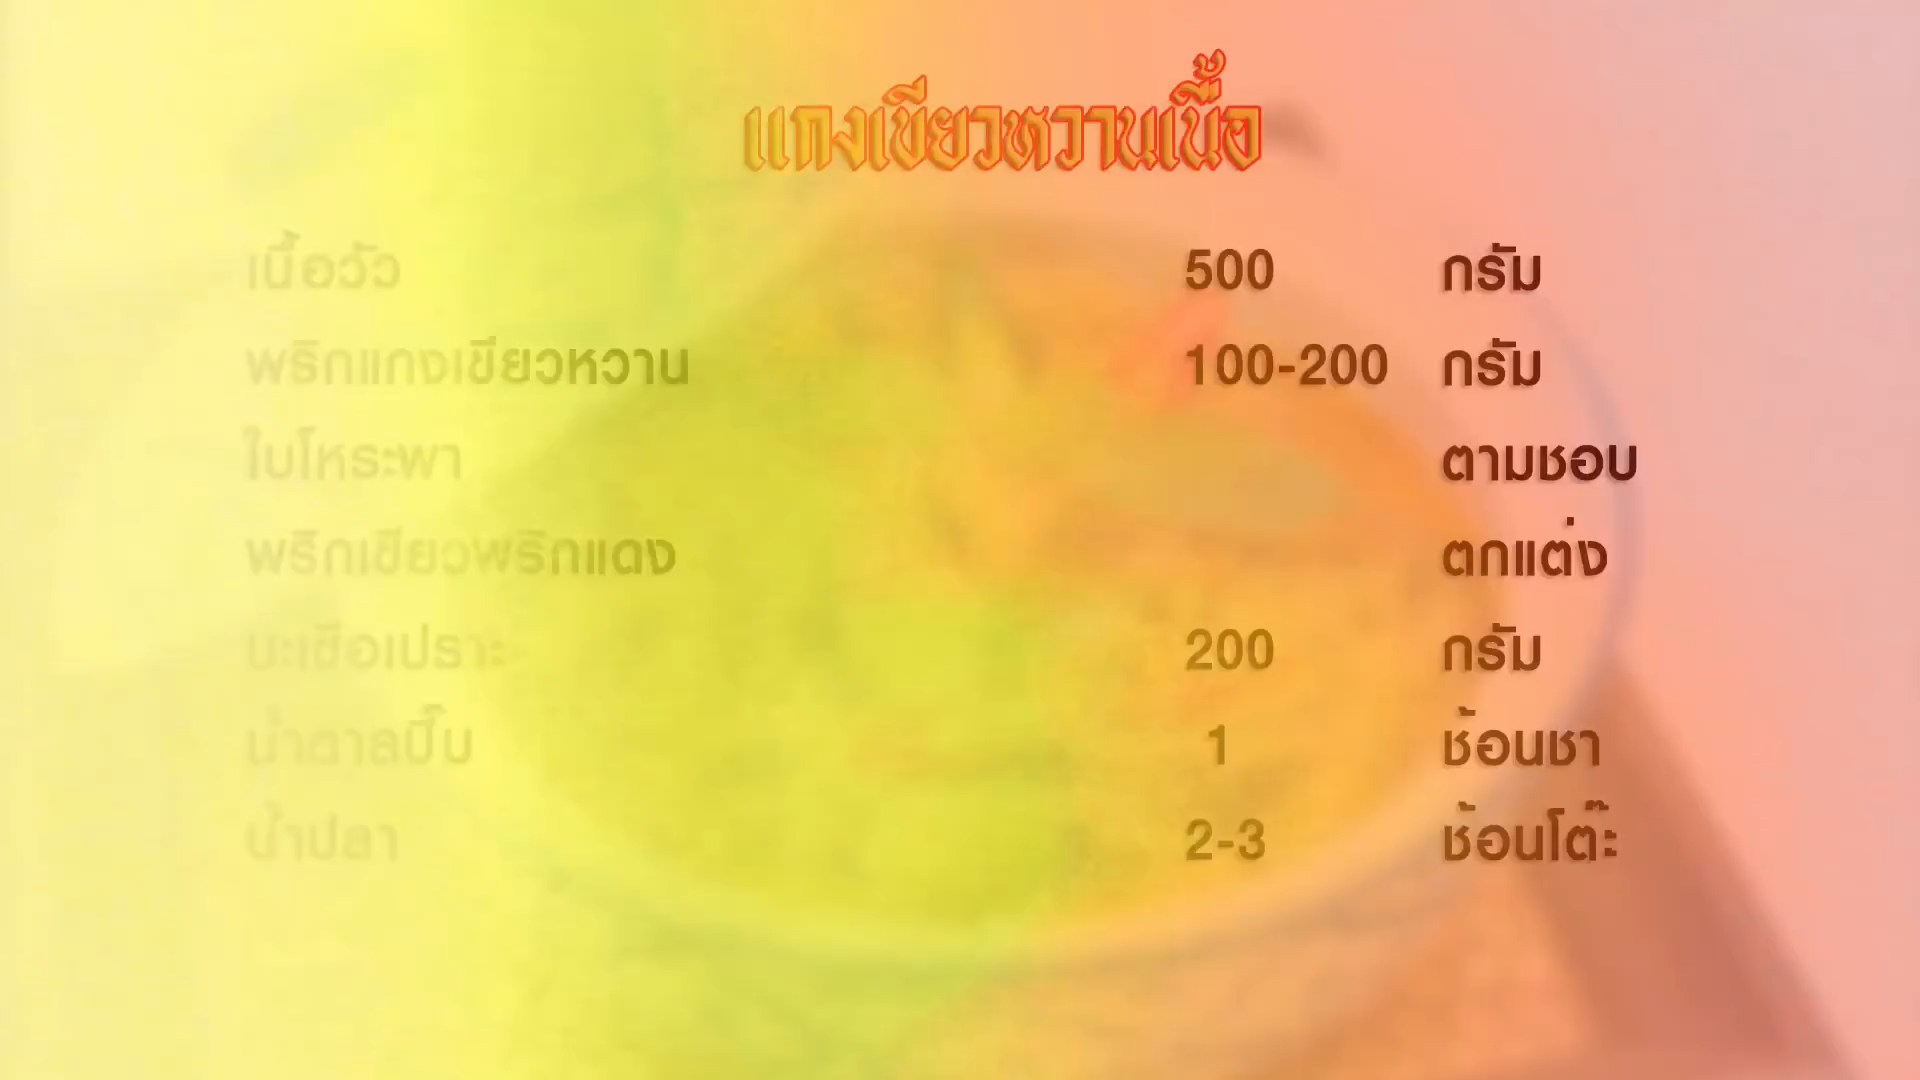 แกงเขียวหวานเนื้อ
เนื้อวัว 500 กรัม
พริกแกงเขียวหวาน 100-200 กรัม
ใบโหระพา ตามชอบ
พริกเขียวพริกแดง ตกแต่ง
มะเขือเปราะ 200 กรัม
น้ำตาลปี๊บ 1 ช้อนชา
น้ำปลา 2-3 ช้อนโต๊ะ